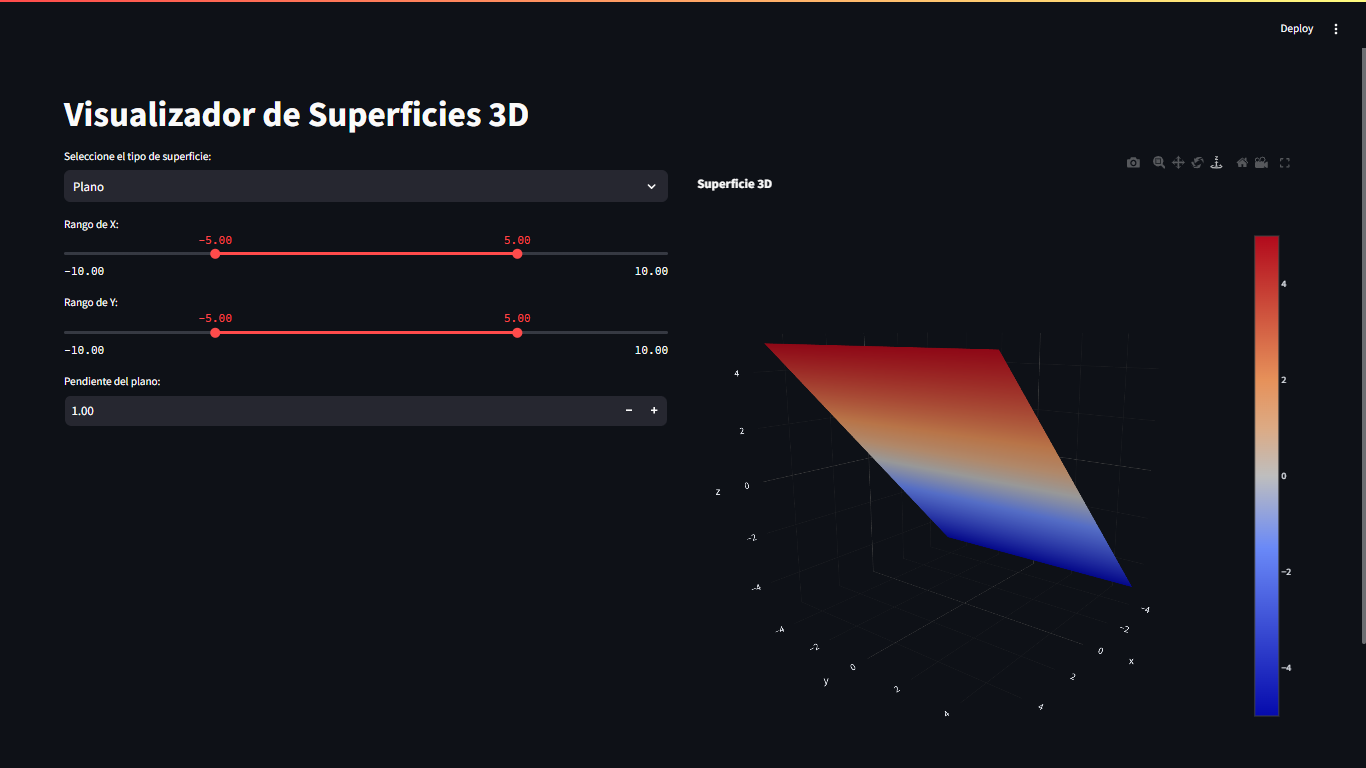 Deploy
Visualizador de Superficies 3D
Seleccione el tipo de superficie:
Plano
Rango de X:
-5.00 5.00
-10.00 10.00
Rango de Y:
-5.00 5.00
-10.00 10.00
Pendiente del plano:
1.00 − +
Superficie 3D
4
2
0
−2
−4
z
−4
−2
0
2
4
y
−4
−2
0
2
4
x
4
2
0
−2
−4